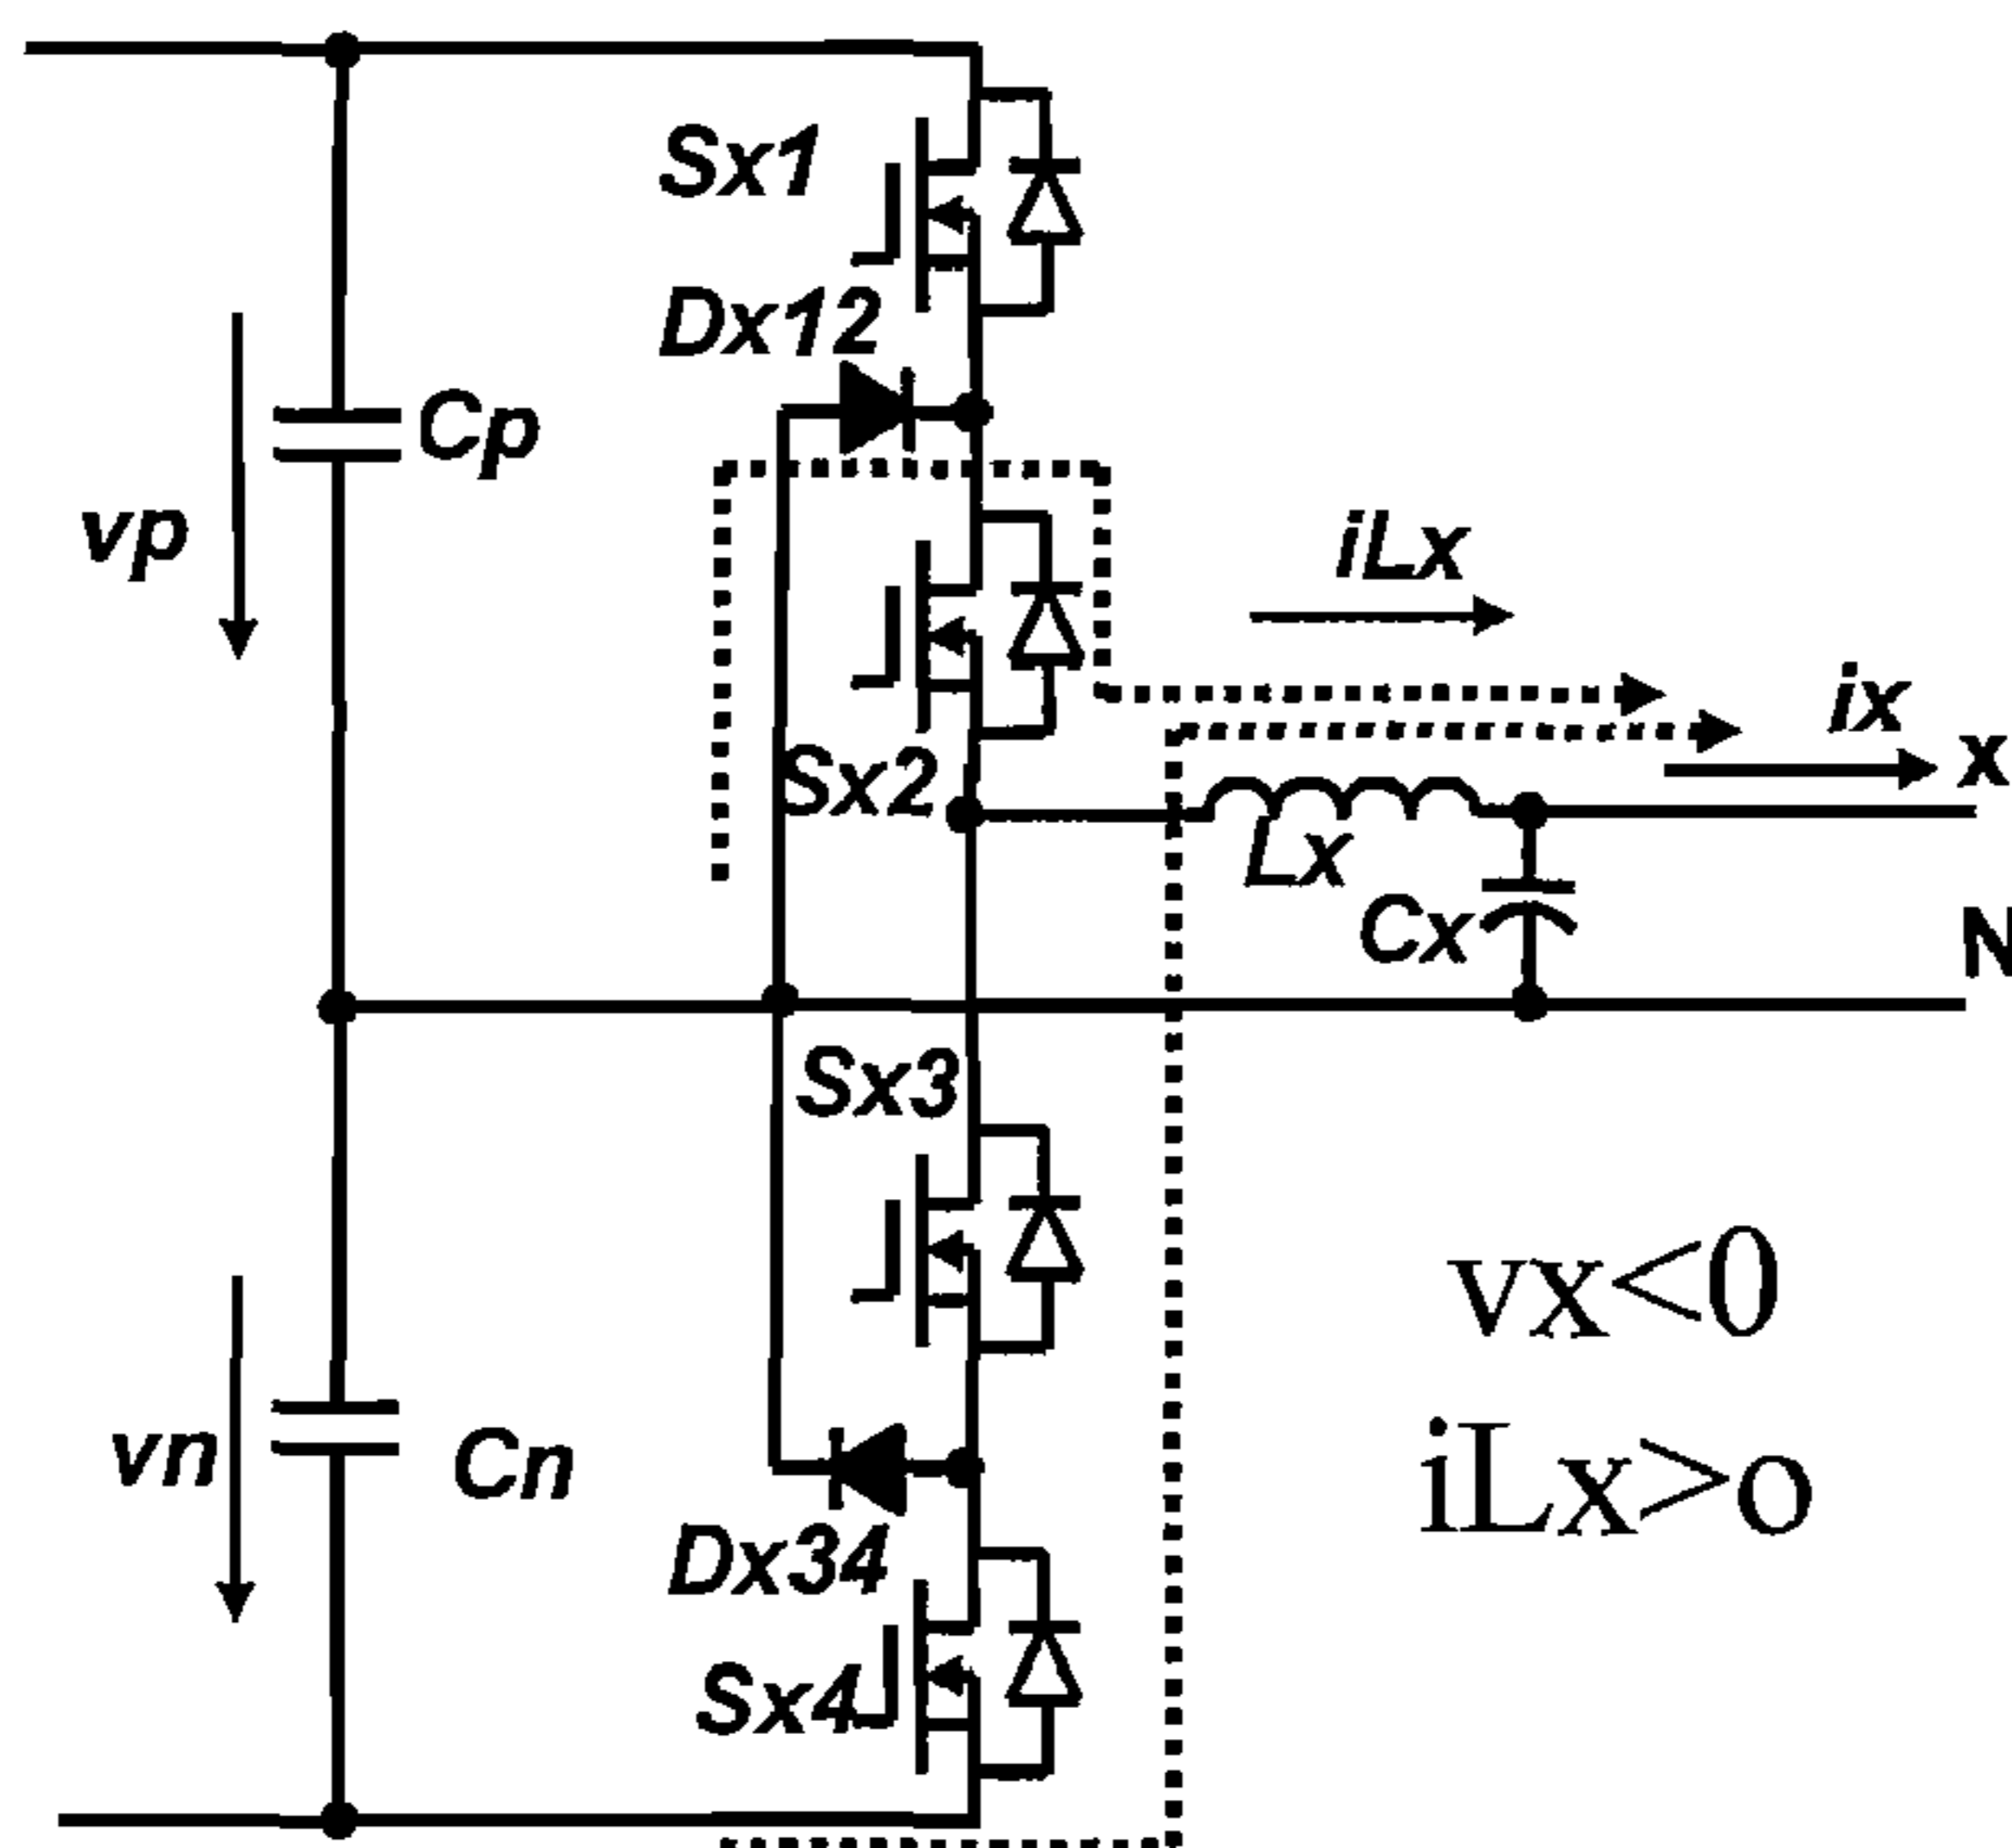 Sx1
Dx12
Cp
vp
iLx
ix
x
Sx2
Lx
Cx
N
Sx3
vx<0
vn
Cn
iLx>o
Dx34
Sx4